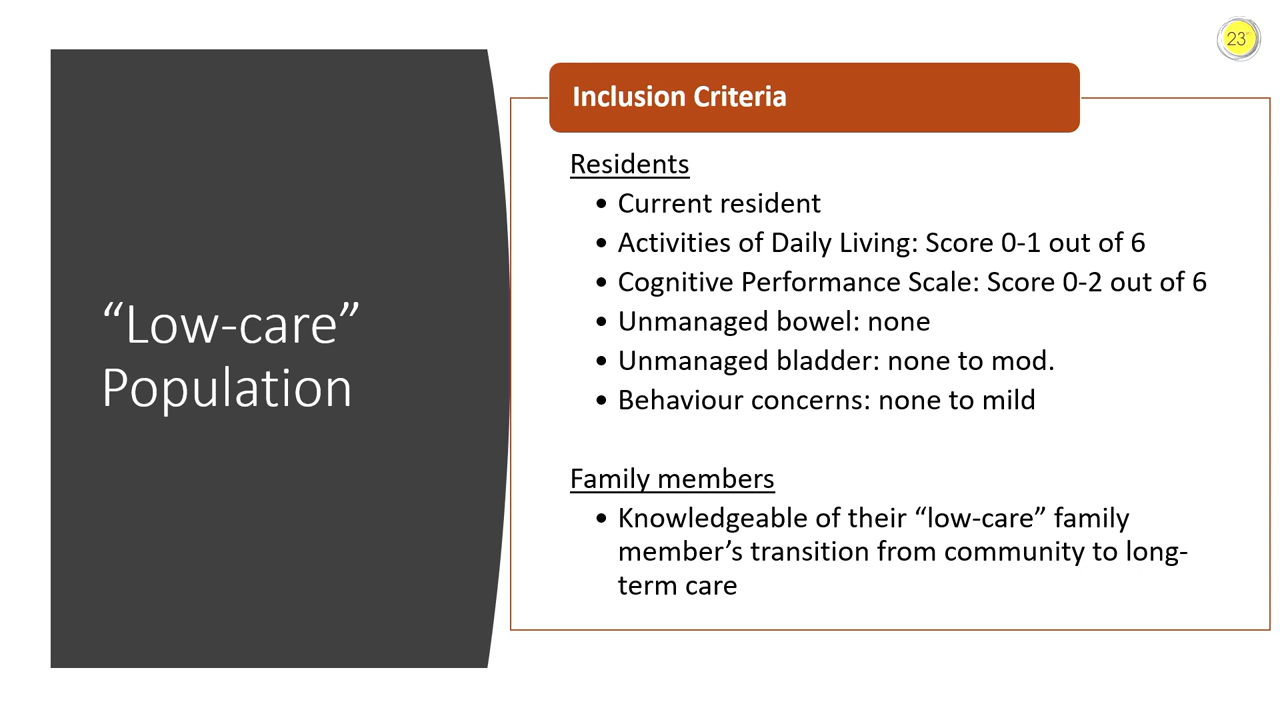 23
Inclusion Criteria
“Low-care”
Population
Residents
• Current resident
• Activities of Daily Living: Score 0-1 out of 6
• Cognitive Performance Scale: Score 0-2 out of 6
• Unmanaged bowel: none
• Unmanaged bladder: none to mod.
• Behaviour concerns: none to mild
Family members
• Knowledgeable of their “low-care” family
member’s transition from community to long-
term care